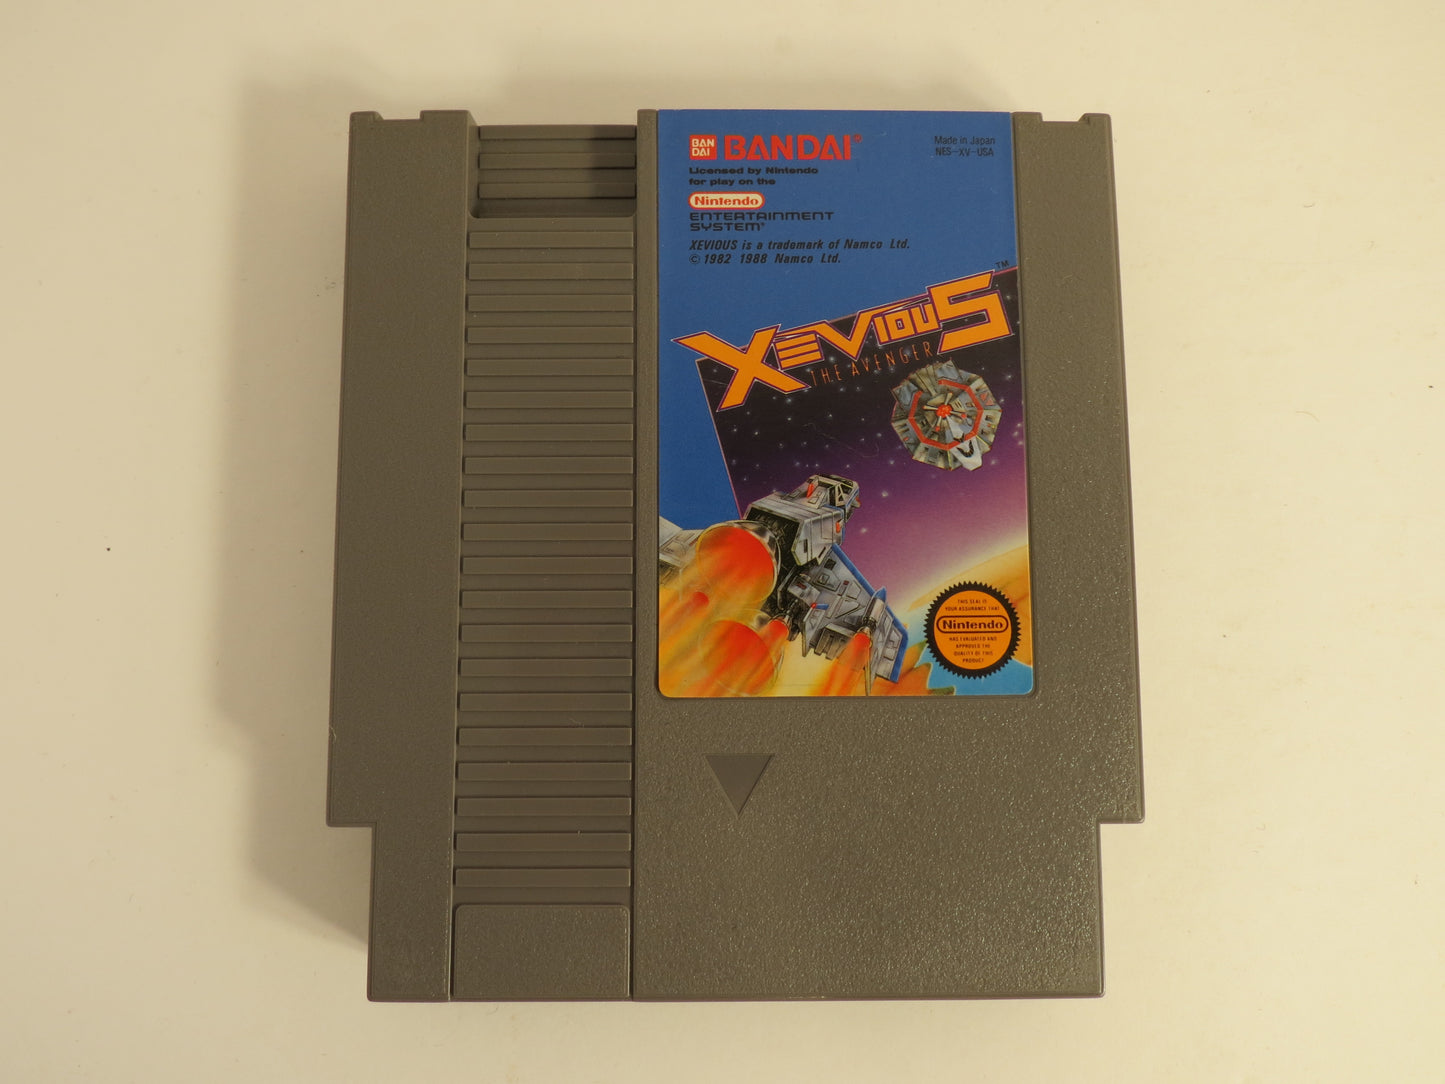 BAN
DAI
BANDAI®
Made in Japan
NES-XV-USA
Licensed by Nintendo
for play on the
Nintendo
ENTERTAINMENT
SYSTEM®
XEVIOUS is a trademark of Namco Ltd.
© 1982 1988 Namco Ltd.
XEVIOUS™
THE AVENGER
THIS SEAL IS
YOUR ASSURANCE THAT
Nintendo
HAS EVALUATED AND
APPROVED THE
QUALITY OF THIS
PRODUCT